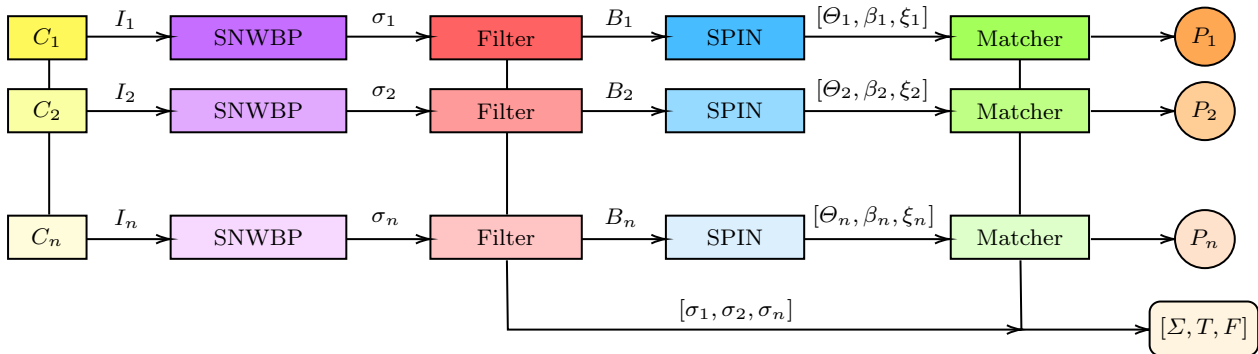 C₁ I₁ SNWBP σ₁ Filter B₁ SPIN [Θ₁, β₁, ξ₁] Matcher P₁
C₂ I₂ SNWBP σ₂ Filter B₂ SPIN [Θ₂, β₂, ξ₂] Matcher P₂
Cₙ Iₙ SNWBP σₙ Filter Bₙ SPIN [Θₙ, βₙ, ξₙ] Matcher Pₙ
[σ₁, σ₂, σₙ] [Σ, T, F]